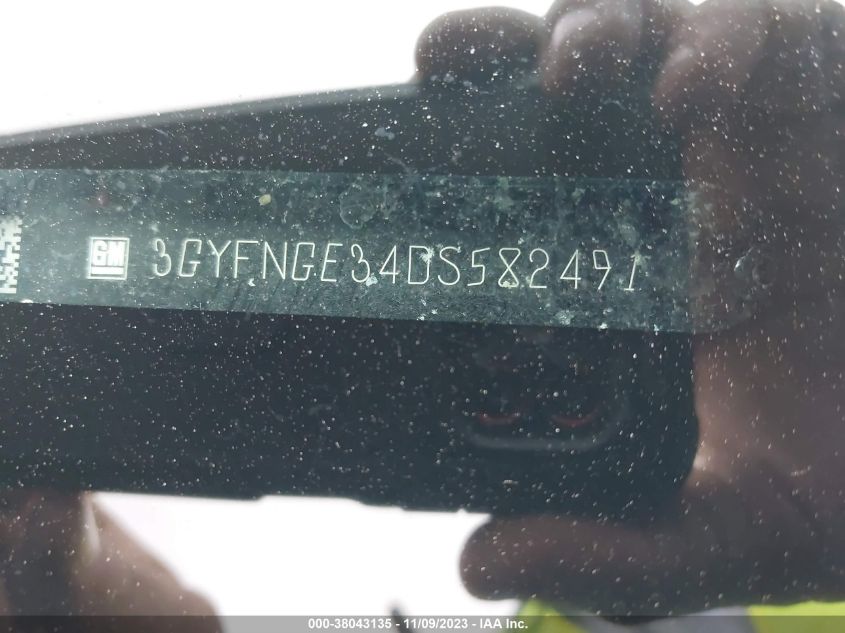 GM 3GYFNGE34DS582491
000-38043135 - 11/09/2023 - IAA Inc.